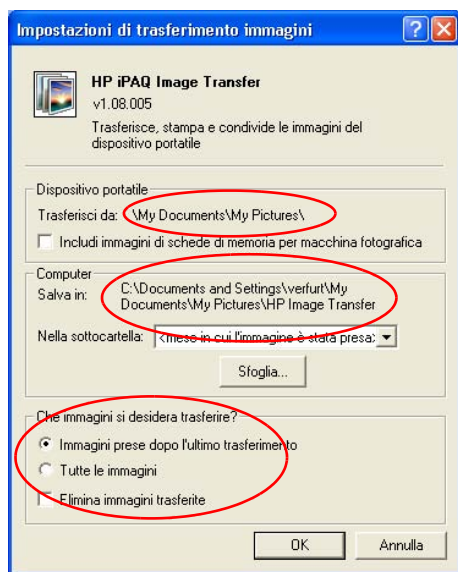 Impostazioni di trasferimento immagini
HP iPAQ Image Transfer
v1.08.005
Trasferisce, stampa e condivide le immagini del
dispositivo portatile
Dispositivo portatile
Trasferisci da: \My Documents\My Pictures\
Includi immagini di schede di memoria per macchina fotografica
Computer
Salva in: C:\Documents and Settings\verfurt\My
Documents\My Pictures\HP Image Transfer
Nella sottocartella: <mese in cui l'immagine è stata presa>
Sfoglia...
Che immagini si desidera trasferire?
Immagini prese dopo l'ultimo trasferimento
Tutte le immagini
Elimina immagini trasferite
OK Annulla